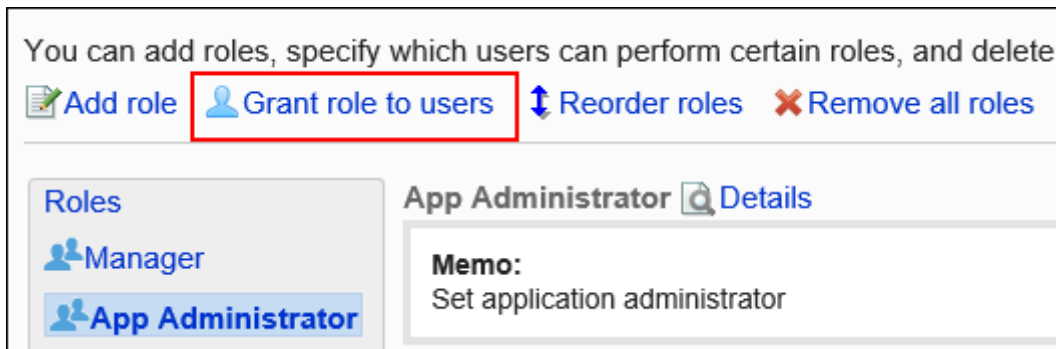 You can add roles, specify which users can perform certain roles, and delete
Add role Grant role to users Reorder roles Remove all roles
Roles
Manager
App Administrator
App Administrator Details
Memo:
Set application administrator